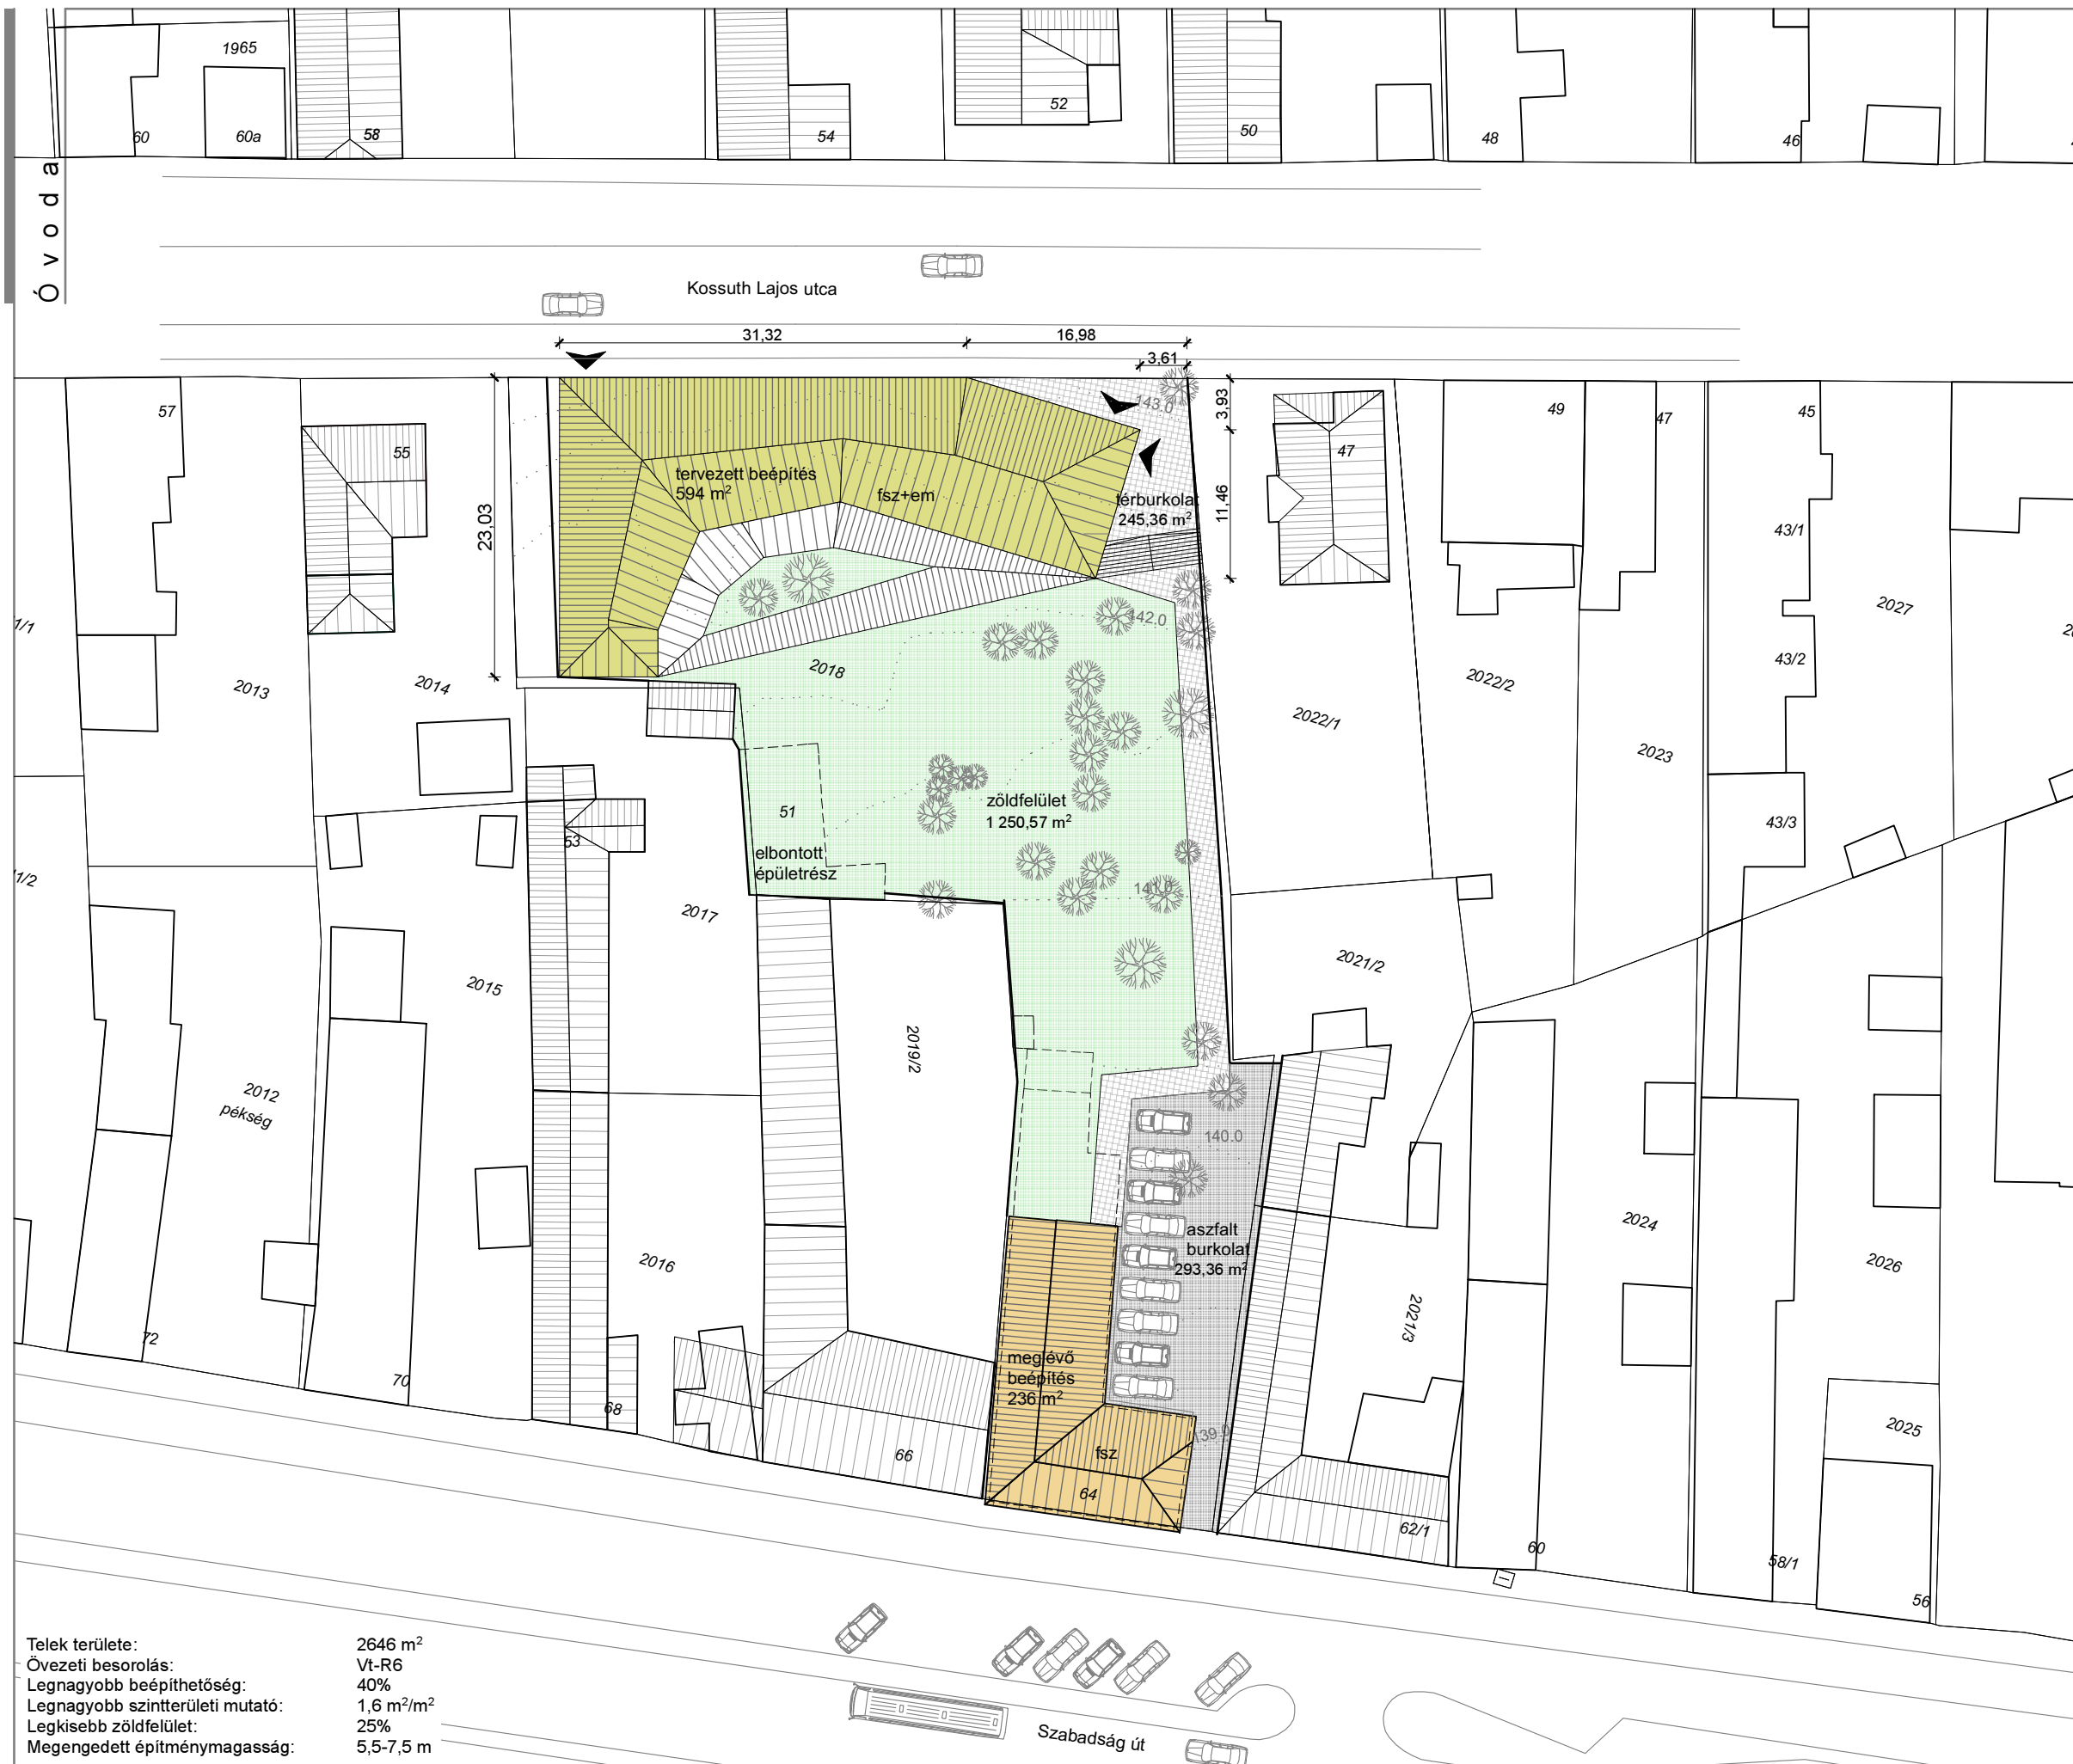 1965
60
60a
58
54
52
50
48
46
Óvoda
Kossuth Lajos utca
31,32
16,98
3,61
57
55
23,03
tervezett beépítés
594 m²
fsz+em
143.0
3,93
11,46
térburkolat
245,36 m²
47
49
47
45
43/1
43/2
43/3
1/1
1/2
2013
2014
2018
142.0
2022/1
2022/2
2023
2027
51
elbontott
épületrész
zöldfelület
1 250,57 m²
141.0
53
2017
2015
2019/2
2021/2
2012
pékség
140.0
aszfalt
burkolat
293,36 m²
2024
2026
2016
2021/3
meglévő
beépítés
236 m²
fsz
64
139.0
72
70
68
66
62/1
60
58/1
2025
56
Telek területe: 2646 m²
Övezeti besorolás: Vt-R6
Legnagyobb beépíthetőség: 40%
Legnagyobb szintterületi mutató: 1,6 m²/m²
Legkisebb zöldfelület: 25%
Megengedett építménymagasság: 5,5-7,5 m
Szabadság út